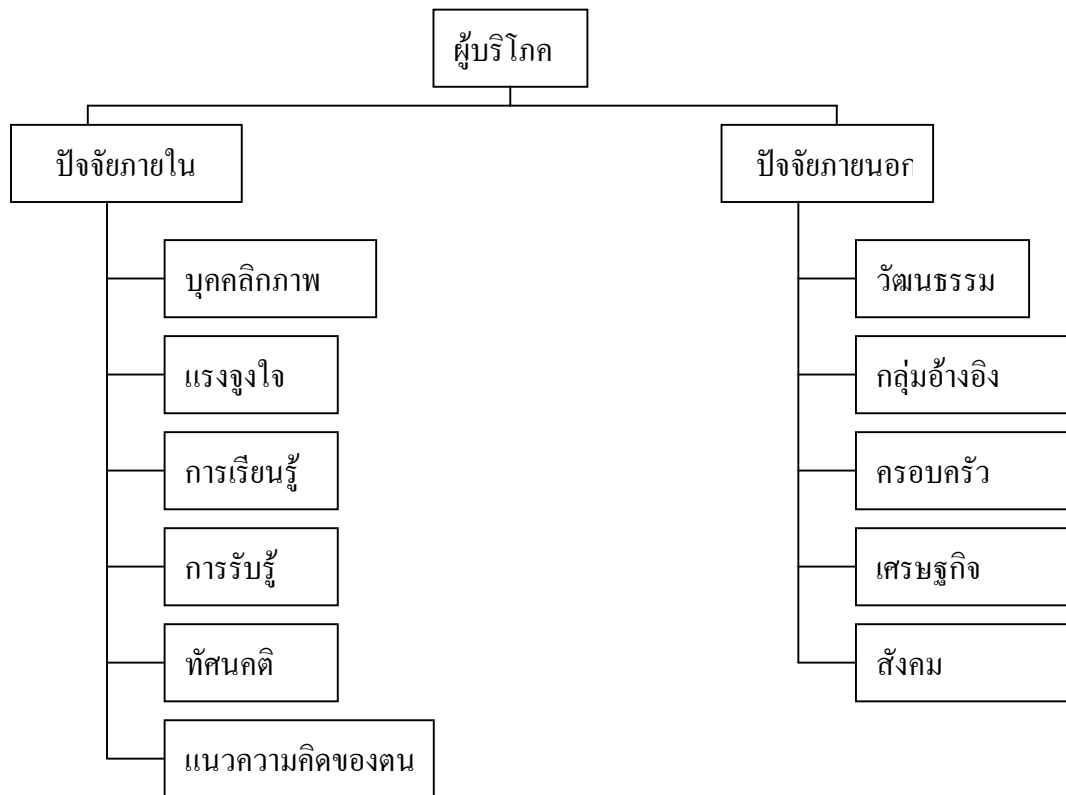 ผู้บริโภค
ปัจจัยภายใน
บุคคลิกภาพ
แรงจูงใจ
การเรียนรู้
การรับรู้
ทัศนคติ
แนวความคิดของตน
ปัจจัยภายนอก
วัฒนธรรม
กลุ่มอ้างอิง
ครอบครัว
เศรษฐกิจ
สังคม